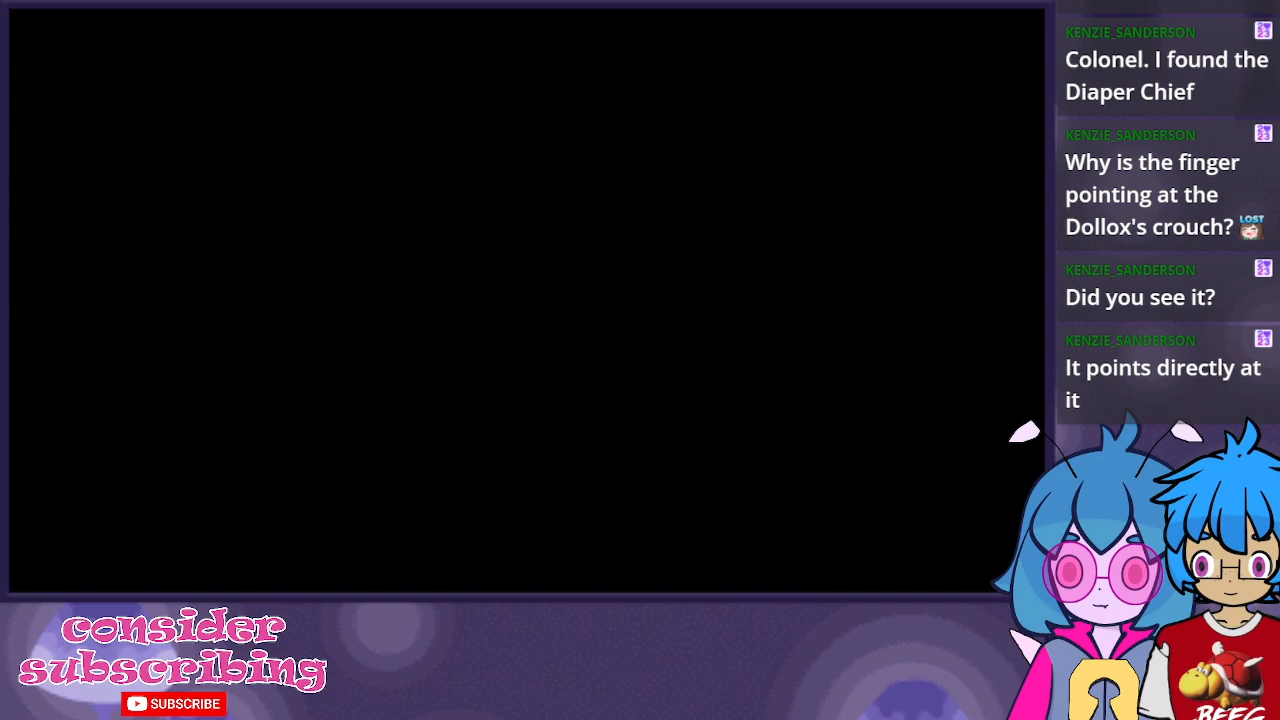 KENZIE_SANDERSON
Colonel. I found the
Diaper Chief
KENZIE_SANDERSON
Why is the finger
pointing at the
Dollox's crouch? LOST
KENZIE_SANDERSON
Did you see it?
KENZIE_SANDERSON
It points directly at
it
consider
subscribing
SUBSCRIBE